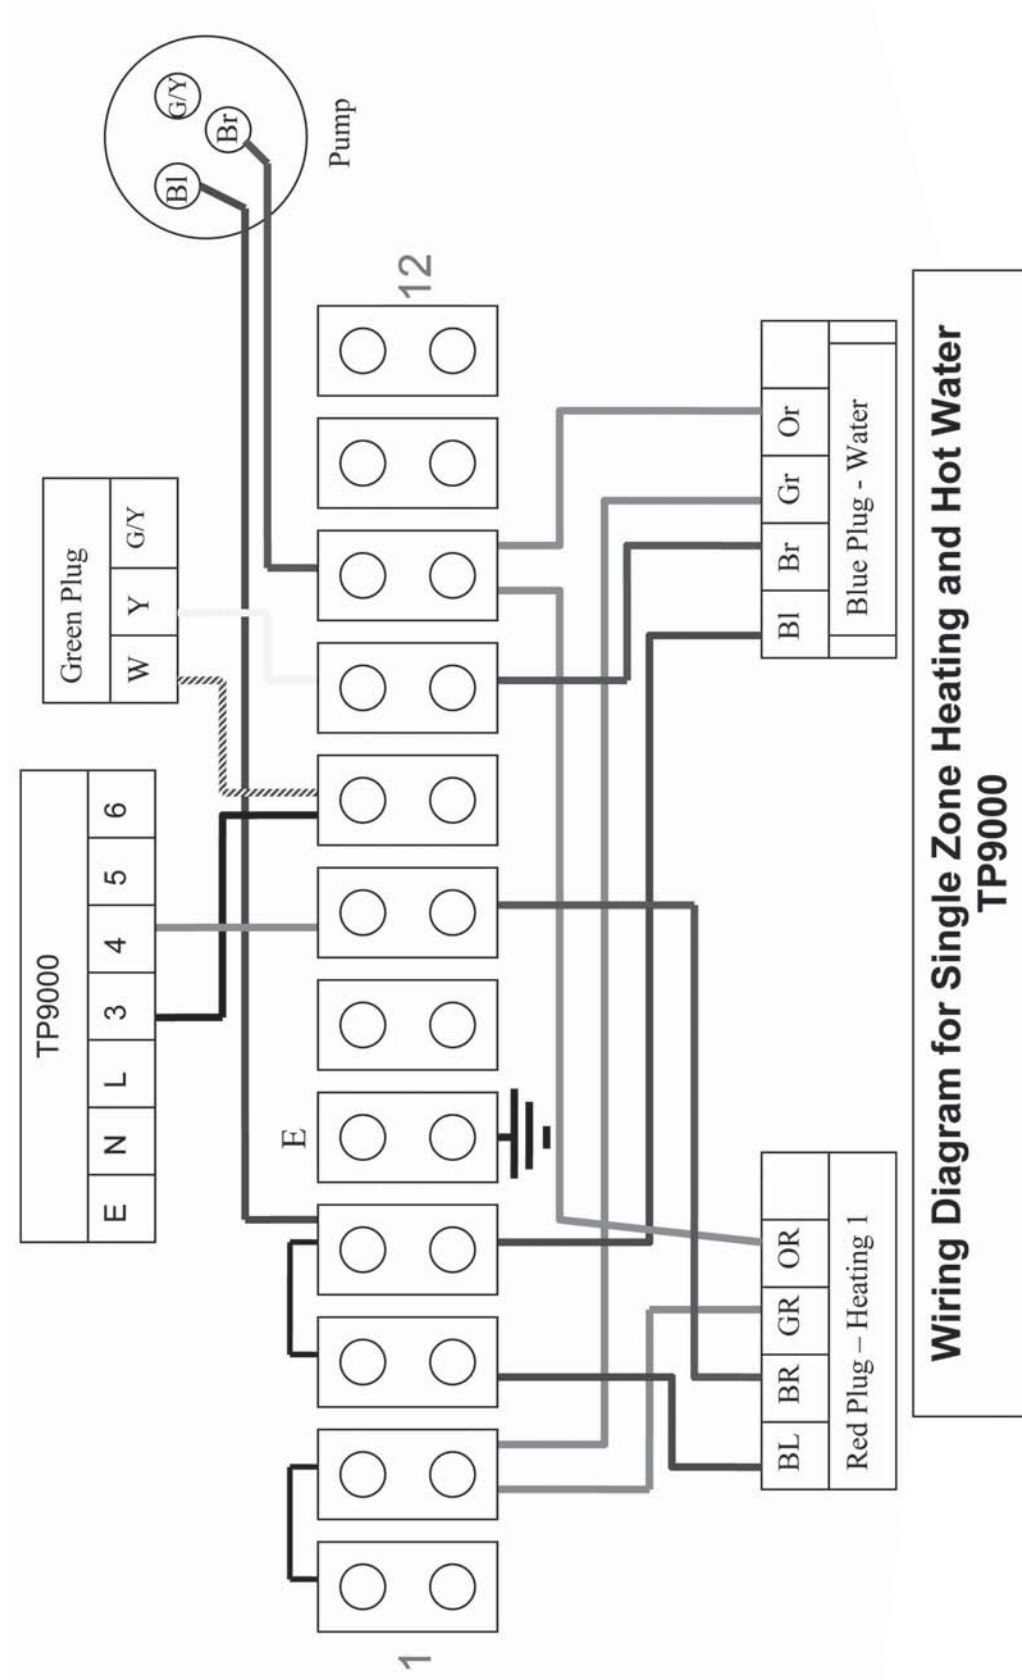 TP9000
E N L 3 4 5 6
Green Plug
W Y G/Y
Bl Br G/Y
Pump
E
1
12
BL BR GR OR
Red Plug – Heating 1
Bl Br Gr Or
Blue Plug - Water
Wiring Diagram for Single Zone Heating and Hot Water
TP9000